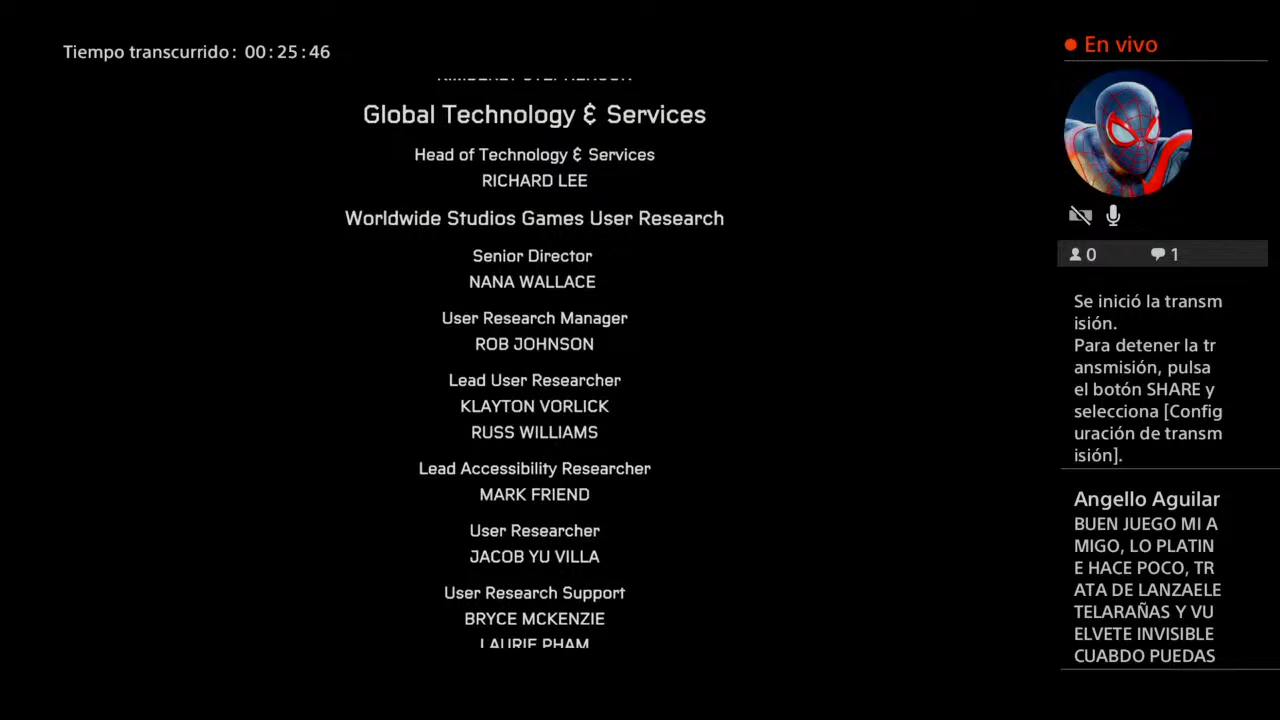 Tiempo transcurrido: 00:25:46
Global Technology & Services
Head of Technology & Services
RICHARD LEE
Worldwide Studios Games User Research
Senior Director
NANA WALLACE
User Research Manager
ROB JOHNSON
Lead User Researcher
KLAYTON VORLICK
RUSS WILLIAMS
Lead Accessibility Researcher
MARK FRIEND
User Researcher
JACOB YU VILLA
User Research Support
BRYCE MCKENZIE
LAURIE PHAM
En vivo
0
1
Se inició la transm
isión.
Para detener la tr
ansmisión, pulsa
el botón SHARE y
selecciona [Config
uración de transm
isión].
Angello Aguilar
BUEN JUEGO MI A
MIGO, LO PLATIN
E HACE POCO, TR
ATA DE LANZAELE
TELARAÑAS Y VU
ELVETE INVISIBLE
CUABDO PUEDAS